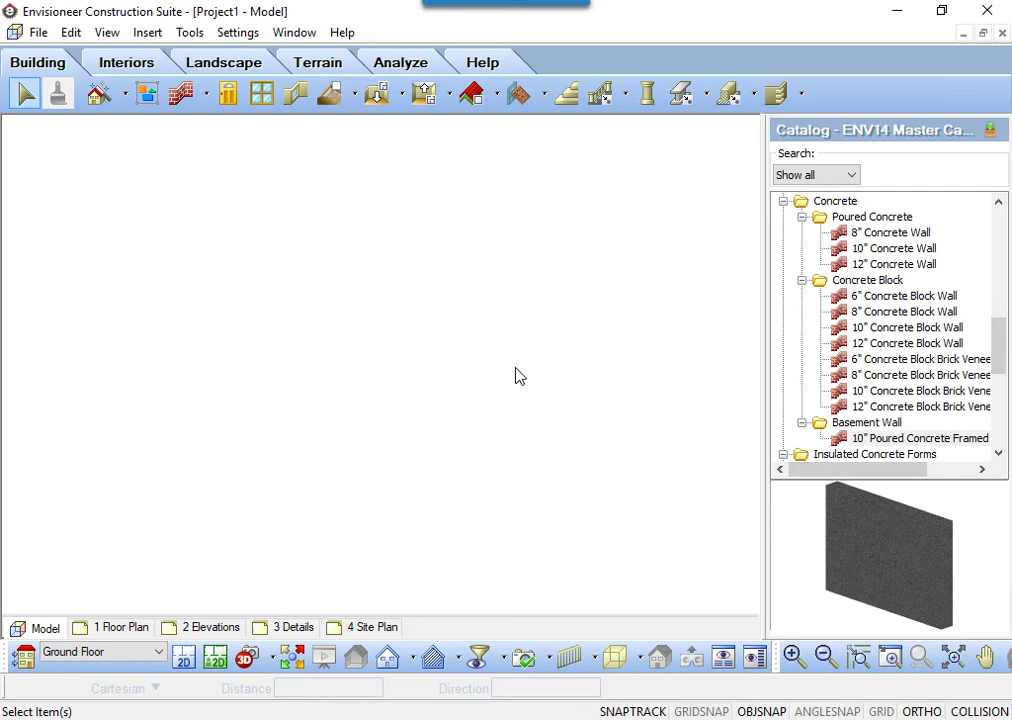 Envisioneer Construction Suite - [Project1 - Model]
File Edit View Insert Tools Settings Window Help
Building Interiors Landscape Terrain Analyze Help
Catalog - ENV14 Master Ca...
Search:
Show all
Concrete
Poured Concrete
8" Concrete Wall
10" Concrete Wall
12" Concrete Wall
Concrete Block
6" Concrete Block Wall
8" Concrete Block Wall
10" Concrete Block Wall
12" Concrete Block Wall
6" Concrete Block Brick Venee
8" Concrete Block Brick Venee
10" Concrete Block Brick Vene
12" Concrete Block Brick Vene
Basement Wall
10" Poured Concrete Framed
Insulated Concrete Forms
Model 1 Floor Plan 2 Elevations 3 Details 4 Site Plan
Ground Floor 2D 2D 3D
Cartesian Distance Direction
Select Item(s) SNAPTRACK GRIDSNAP OBJSNAP ANGLESNAP GRID ORTHO COLLISION